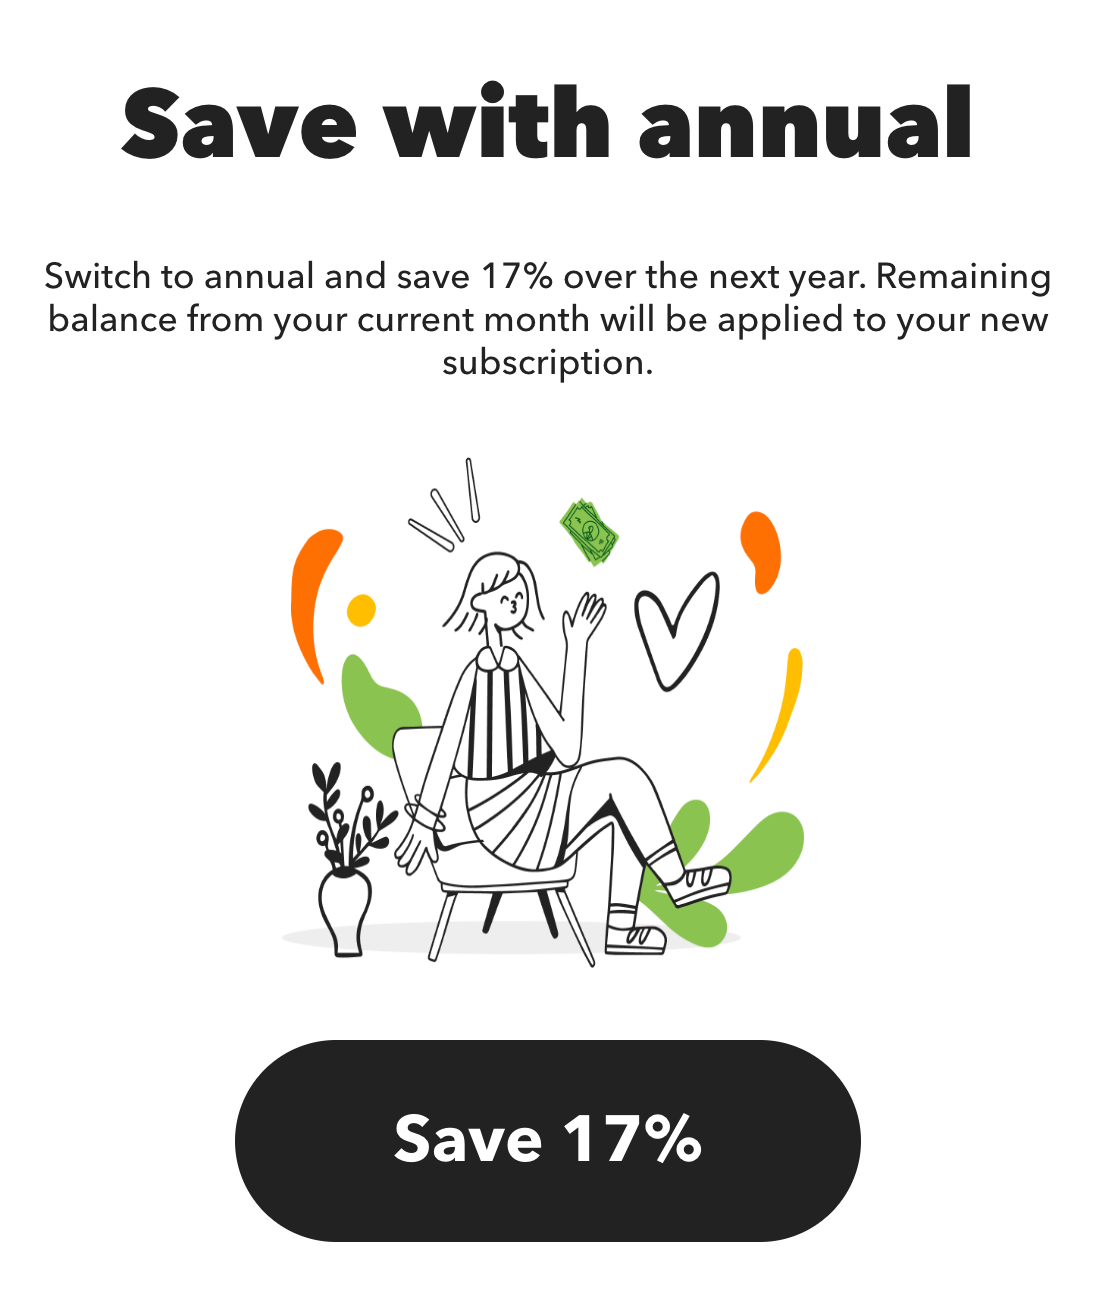 Save with annual
Switch to annual and save 17% over the next year. Remaining
balance from your current month will be applied to your new
subscription.
Save 17%